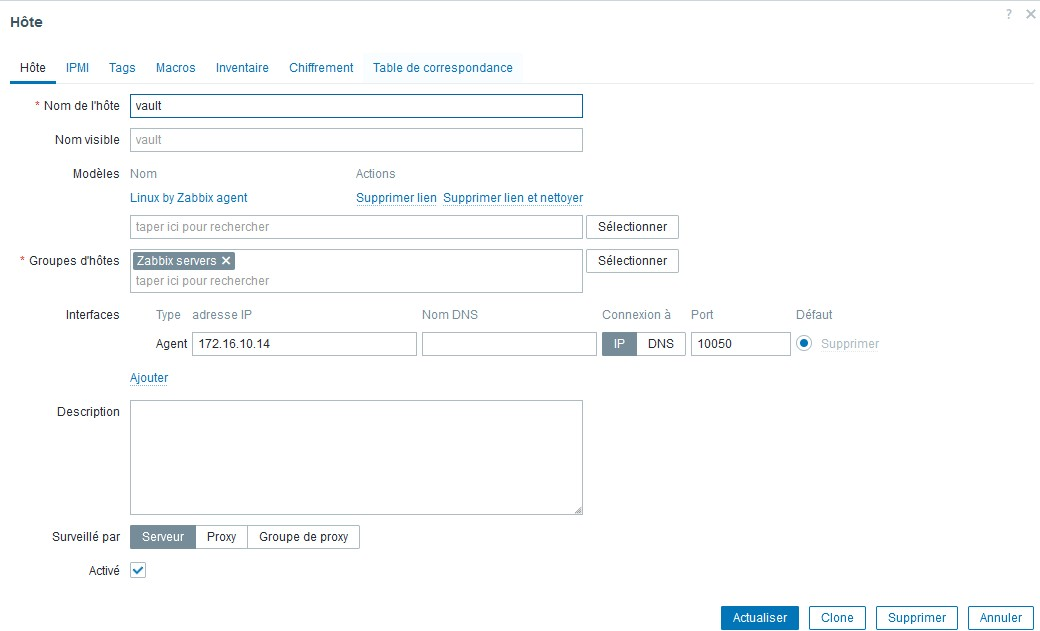 Hôte
? ×
Hôte IPMI Tags Macros Inventaire Chiffrement Table de correspondance
* Nom de l'hôte vault
Nom visible vault
Modèles Nom Actions
Linux by Zabbix agent Supprimer lien Supprimer lien et nettoyer
taper ici pour rechercher Sélectionner
* Groupes d'hôtes Zabbix servers × Sélectionner
taper ici pour rechercher
Interfaces Type adresse IP Nom DNS Connexion à Port Défaut
Agent 172.16.10.14 IP DNS 10050 Supprimer
Ajouter
Description
Surveillé par Serveur Proxy Groupe de proxy
Activé
Actualiser Clone Supprimer Annuler